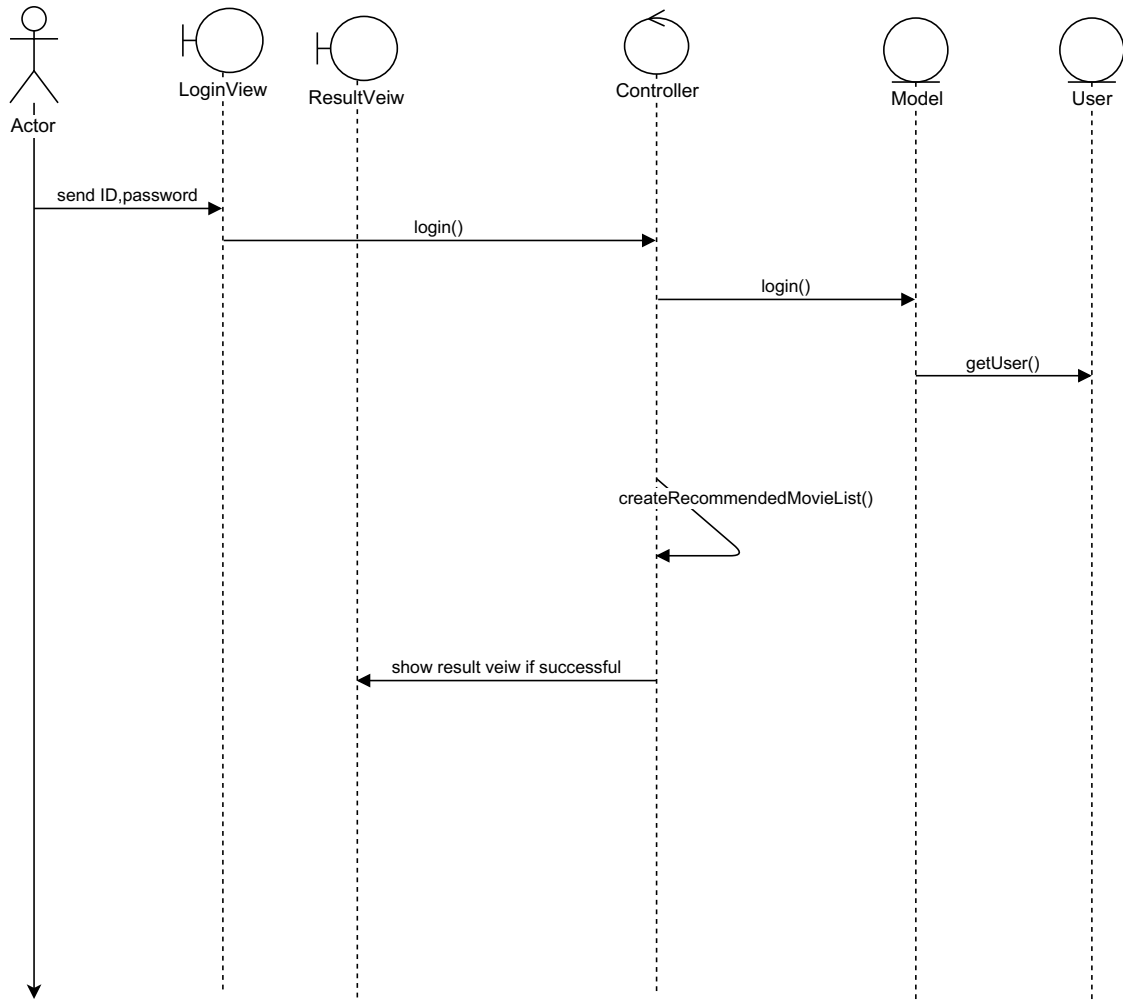 LoginView
ResultVeiw
Controller
Model
User
Actor
send ID,password
login()
login()
getUser()
createRecommendedMovieList()
show result veiw if successful